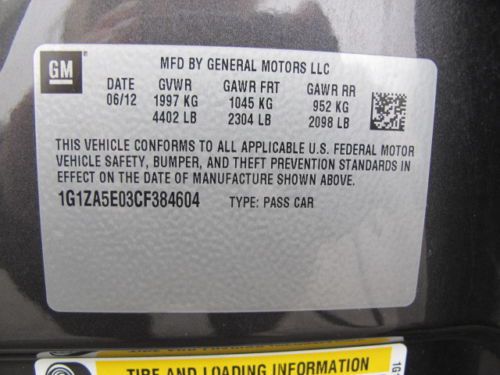 GM
MFD BY GENERAL MOTORS LLC
DATE GVWR GAWR FRT GAWR RR
06/12 1997 KG 1045 KG 952 KG
4402 LB 2304 LB 2098 LB
THIS VEHICLE CONFORMS TO ALL APPLICABLE U.S. FEDERAL MOTOR
VEHICLE SAFETY, BUMPER, AND THEFT PREVENTION STANDARDS IN
EFFECT ON THE DATE OF MANUFACTURE SHOWN ABOVE.
1G1ZA5E03CF384604 TYPE: PASS CAR
TIRE AND LOADING INFORMATION